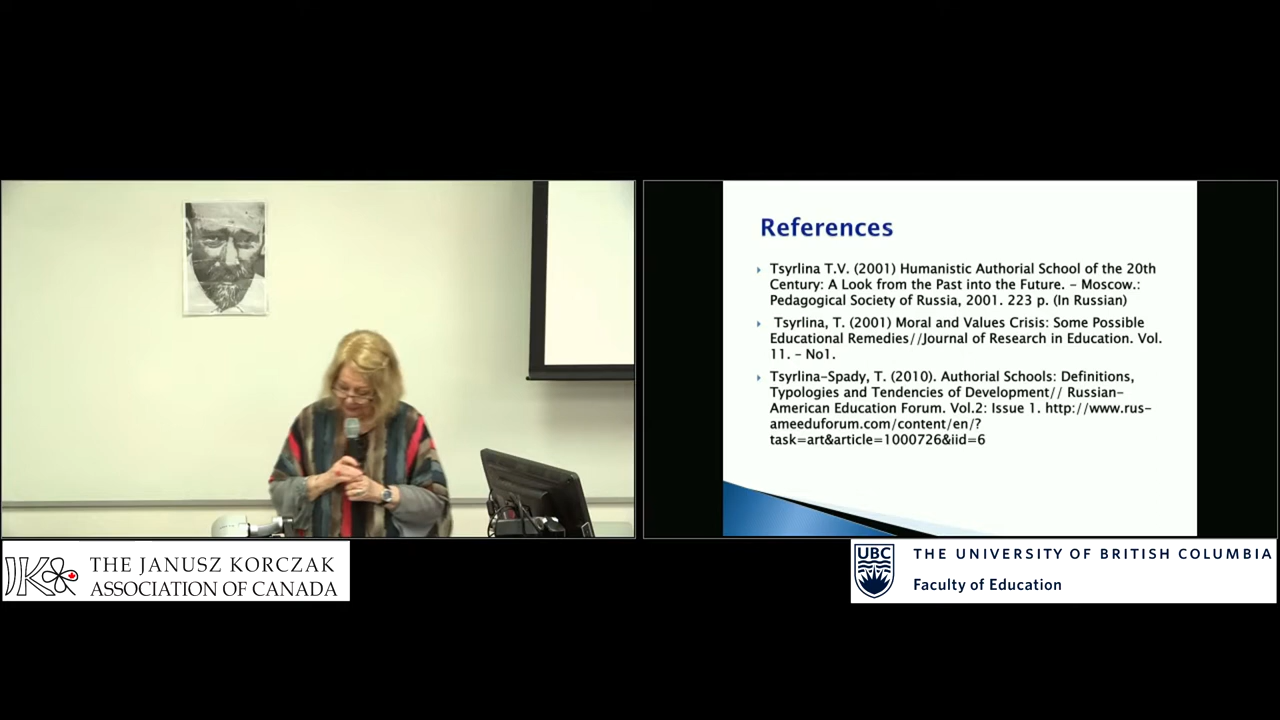 References
Tsyrlina T.V. (2001) Humanistic Authorial School of the 20th
Century: A Look from the Past into the Future. – Moscow.:
Pedagogical Society of Russia, 2001. 223 p. (In Russian)
Tsyrlina, T. (2001) Moral and Values Crisis: Some Possible
Educational Remedies//Journal of Research in Education. Vol.
11. – No1.
Tsyrlina-Spady, T. (2010). Authorial Schools: Definitions,
Typologies and Tendencies of Development// Russian-
American Education Forum. Vol.2: Issue 1. http://www.rus-
ameeduforum.com/content/en/?
task=art&article=1000726&iid=6
JK
THE JANUSZ KORCZAK
ASSOCIATION OF CANADA
UBC
THE UNIVERSITY OF BRITISH COLUMBIA
Faculty of Education